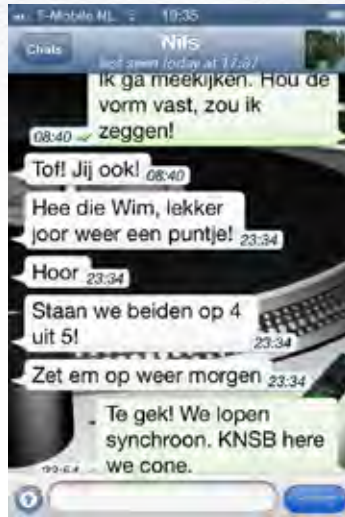 T-Mobile NL 19:35
Chats
Nils
last seen today at 17:37
Ik ga meekijken. Hou de
vorm vast, zou ik
zeggen!
08:40
Tof! Jij ook! 08:40
Hee die Wim, lekker
joor weer een puntje! 23:34
Hoor 23:34
Staan we beiden op 4
uit 5!
23:34
Zet em op weer morgen 23:34
Te gek! We lopen
synchroon. KNSB here
we cone.